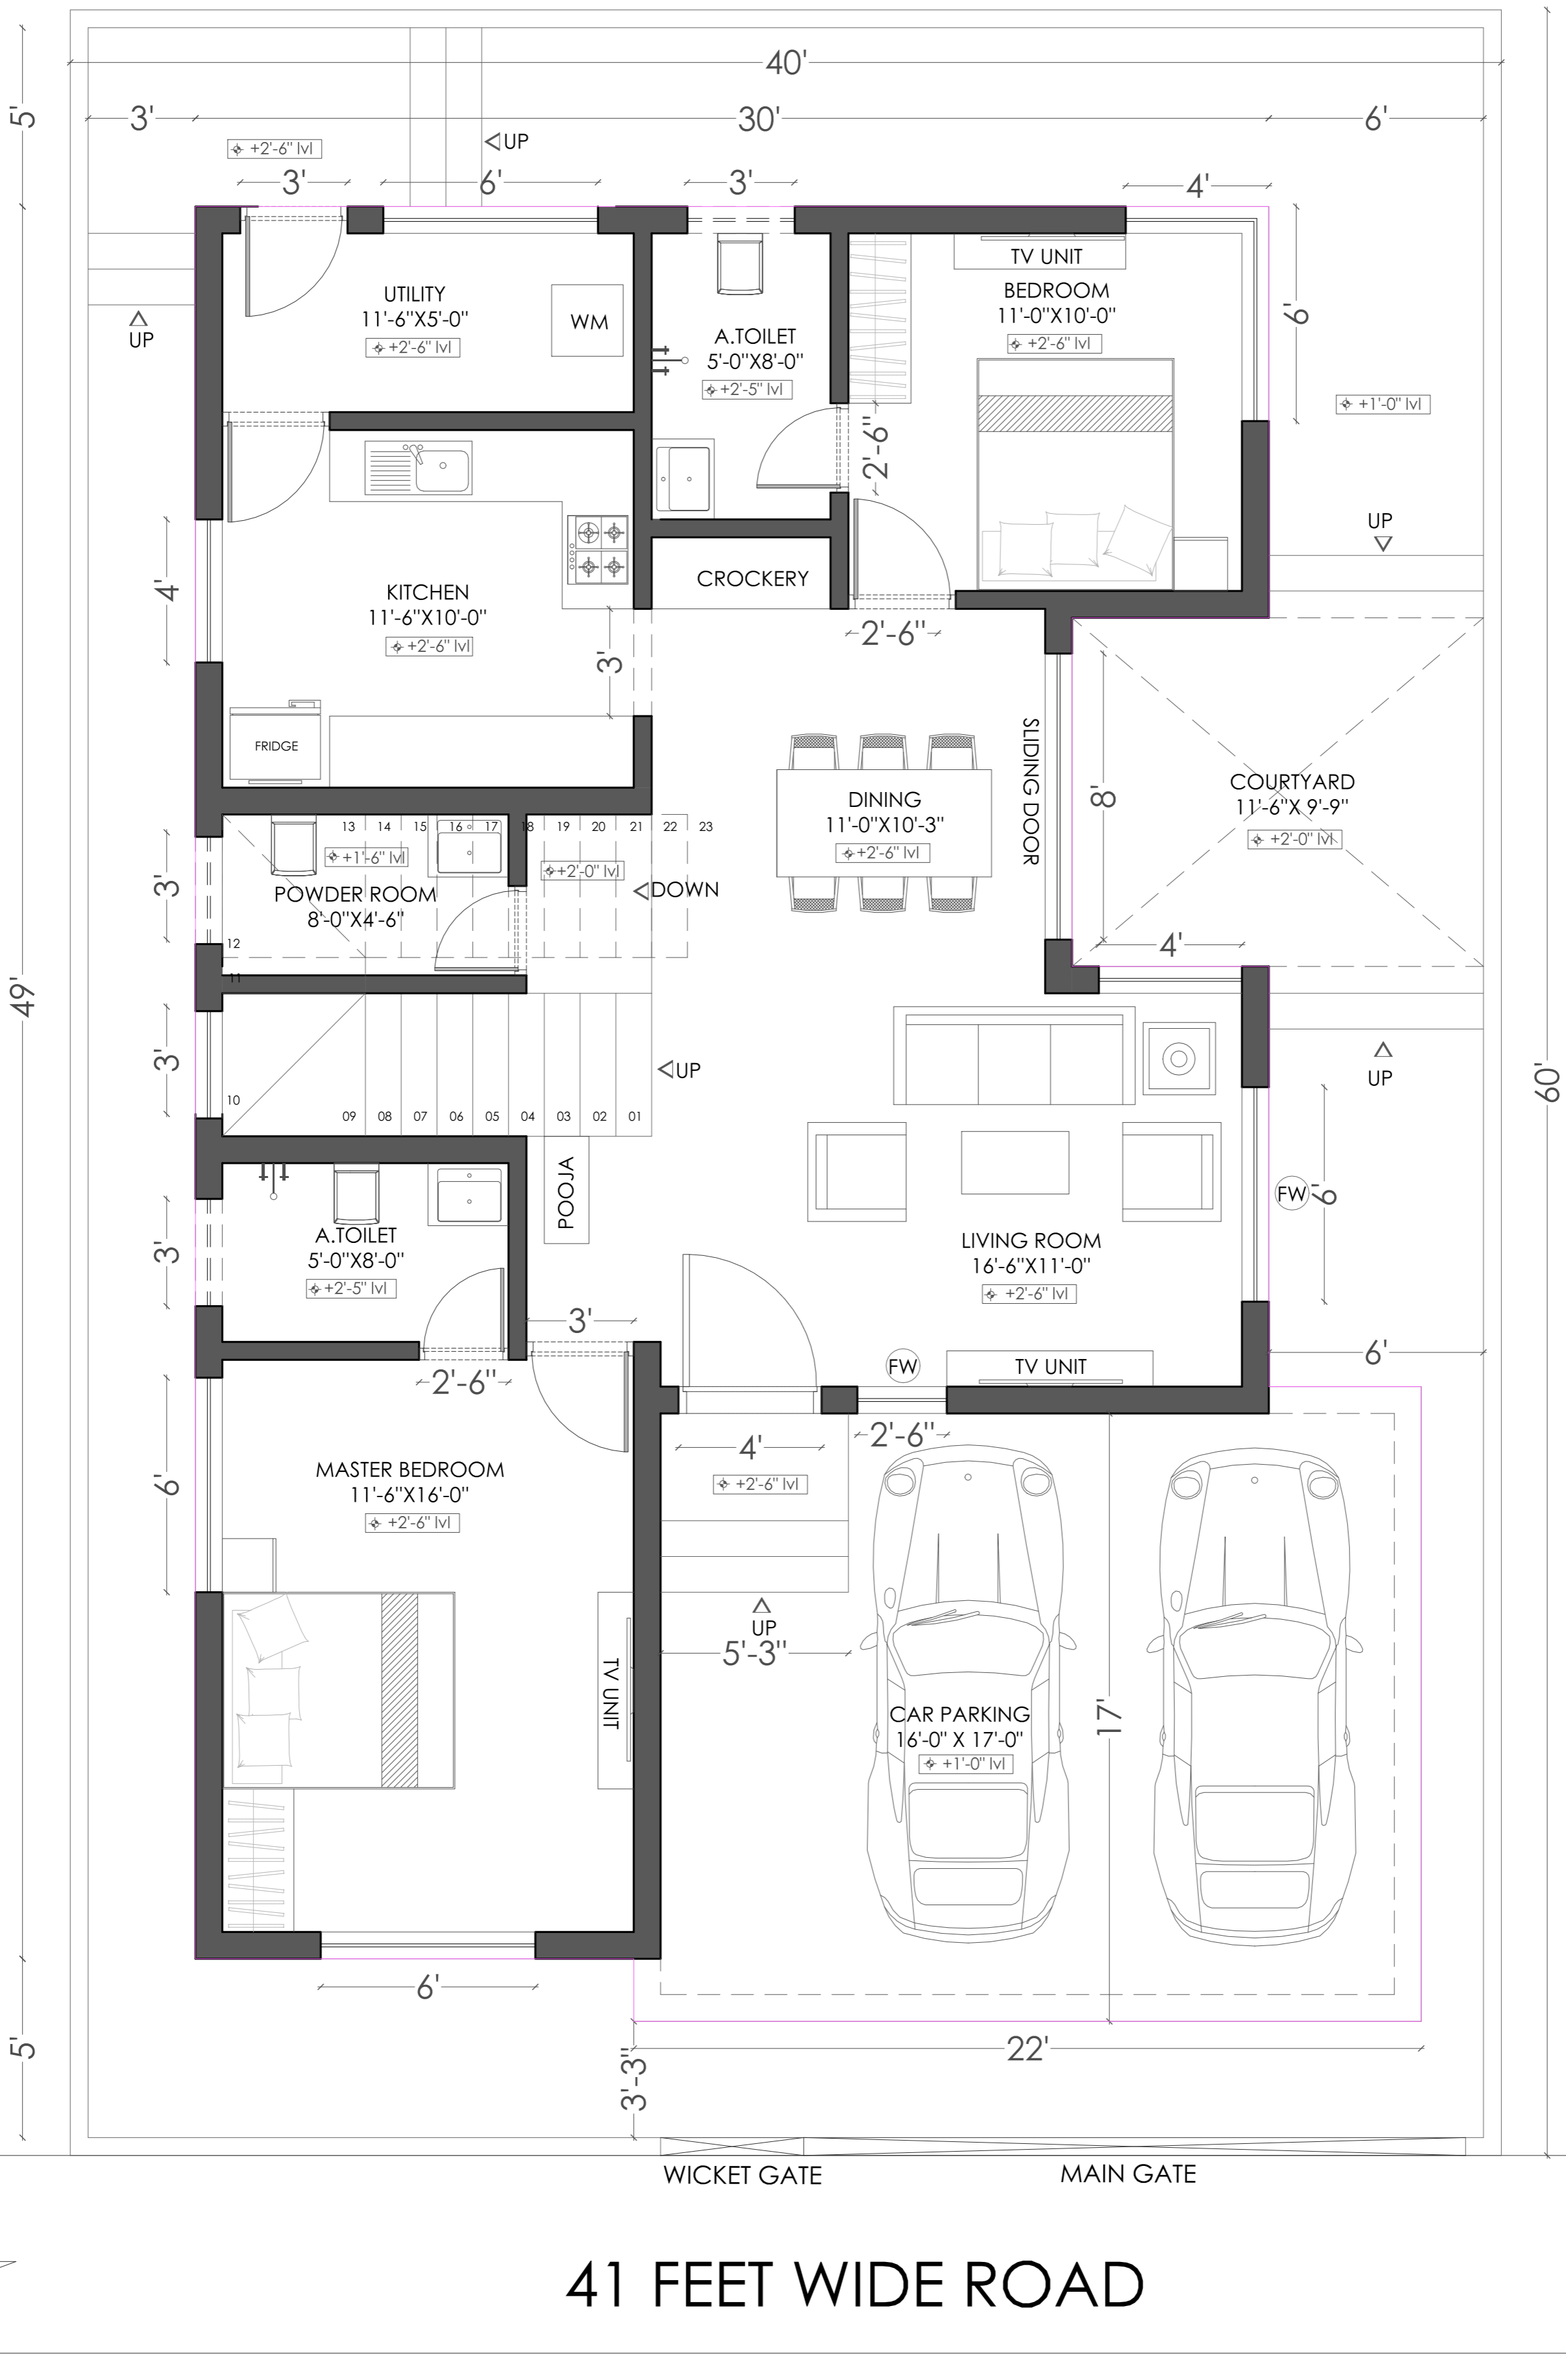 40'
5'
3'
30'
6'
UP
+2'-6" lvl
3'
6'
3'
4'
TV UNIT
BEDROOM
11'-0"X10'-0"
+2'-6" lvl
UTILITY
11'-6"X5'-0"
+2'-6" lvl
WM
A.TOILET
5'-0"X8'-0"
+2'-5" lvl
6'
UP
+1'-0" lvl
2'-6"
UP
CROCKERY
4'
KITCHEN
11'-6"X10'-0"
+2'-6" lvl
3'
2'-6"
FRIDGE
SLIDING DOOR
8'
COURTYARD
11'-6"X 9'-9"
+2'-0" lvl
DINING
11'-0"X10'-3"
+2'-6" lvl
13 14 15 16 17 18 19 20 21 22 23
+1'-6" lvl
+2'-0" lvl
POWDER ROOM
8'-0"X4'-6"
DOWN
3'
12
11
4'
49'
3'
UP
UP
60'
10
09 08 07 06 05 04 03 02 01
POOJA
FW
6'
A.TOILET
5'-0"X8'-0"
+2'-5" lvl
3'
LIVING ROOM
16'-6"X11'-0"
+2'-6" lvl
3'
2'-6"
FW
TV UNIT
6'
4'
2'-6"
+2'-6" lvl
MASTER BEDROOM
11'-6"X16'-0"
+2'-6" lvl
6'
UP
5'-3"
TV UNIT
CAR PARKING
16'-0" X 17'-0"
+1'-0" lvl
17'
6'
5'
22'
3'-3"
WICKET GATE
MAIN GATE
41 FEET WIDE ROAD